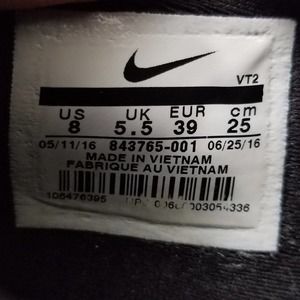 VT2
US UK EUR cm
8 5.5 39 25
05/11/16 843765-001 06/25/16
MADE IN VIETNAM
FABRIQUE AU VIETNAM